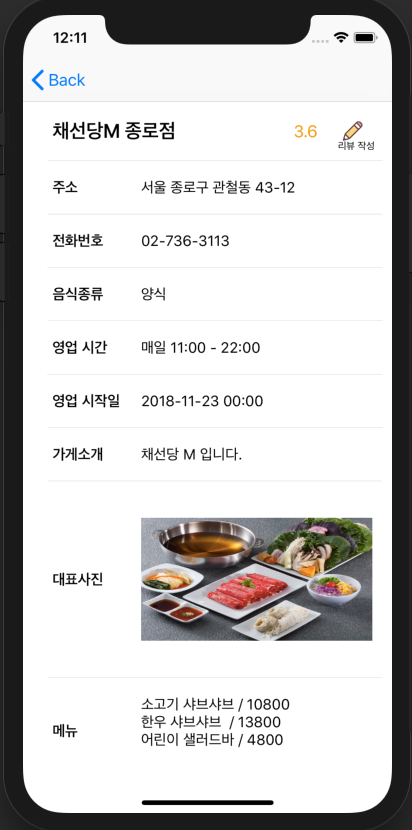 12:11
Back
채선당M 종로점 3.6 리뷰 작성
주소 서울 종로구 관철동 43-12
전화번호 02-736-3113
음식종류 양식
영업 시간 매일 11:00 - 22:00
영업 시작일 2018-11-23 00:00
가게소개 채선당 M 입니다.
대표사진
메뉴
소고기 샤브샤브 / 10800
한우 샤브샤브  / 13800
어린이 샐러드바 / 4800